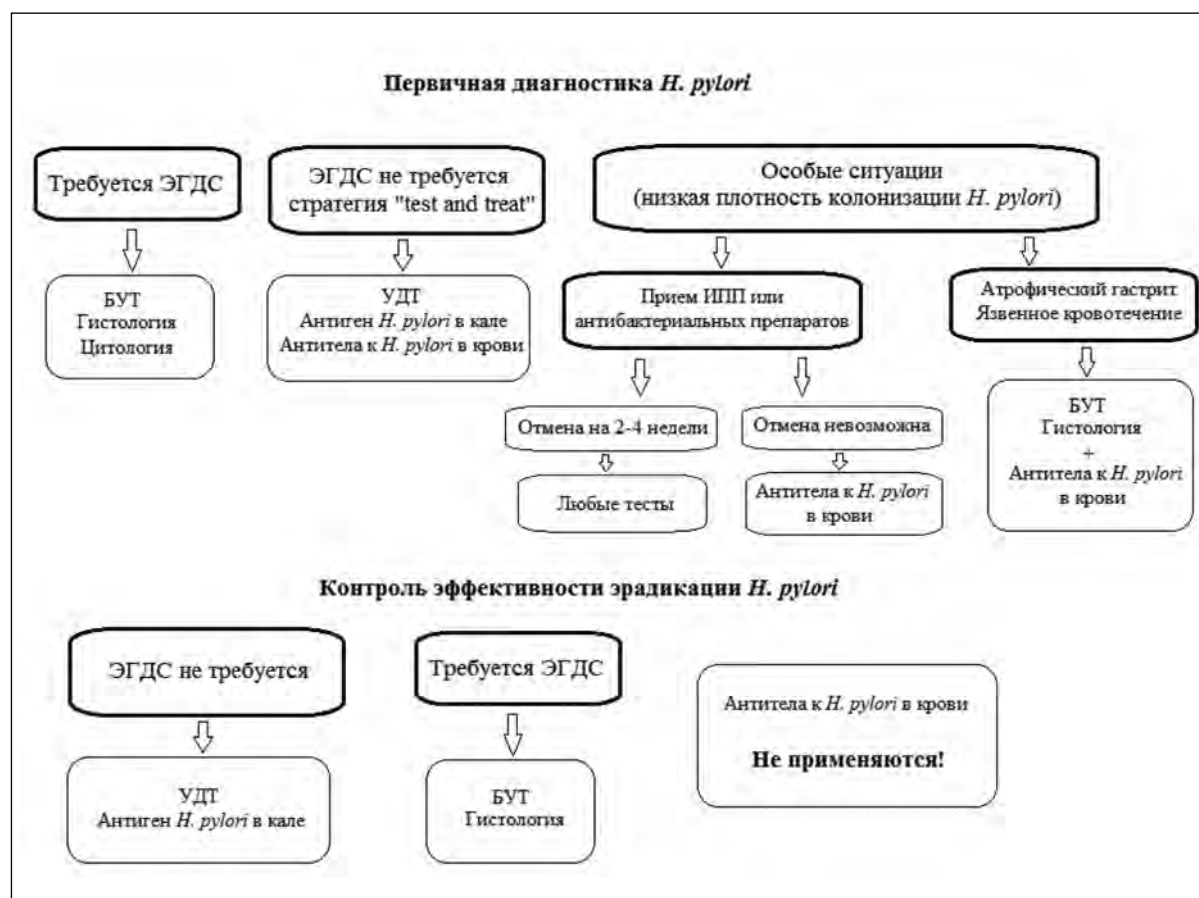 Первичная диагностика H. pylori
Требуется ЭГДС
ЭГДС не требуется
стратегия "test and treat"
Особые ситуации
(низкая плотность колонизации H. pylori)
БУТ
Гистология
Цитология
УДТ
Антиген H. pylori в кале
Антитела к H. pylori в крови
Прием ИПП или
антибактериальных препаратов
Атрофический гастрит
Язвенное кровотечение
Отмена на 2-4 недели
Отмена невозможна
Любые тесты
Антитела к H. pylori
в крови
БУТ
Гистология
+
Антитела к H. pylori
в крови
Контроль эффективности эрадикации H. pylori
ЭГДС не требуется
Требуется ЭГДС
УДТ
Антиген H. pylori в кале
БУТ
Гистология
Антитела к H. pylori в крови
Не применяются!